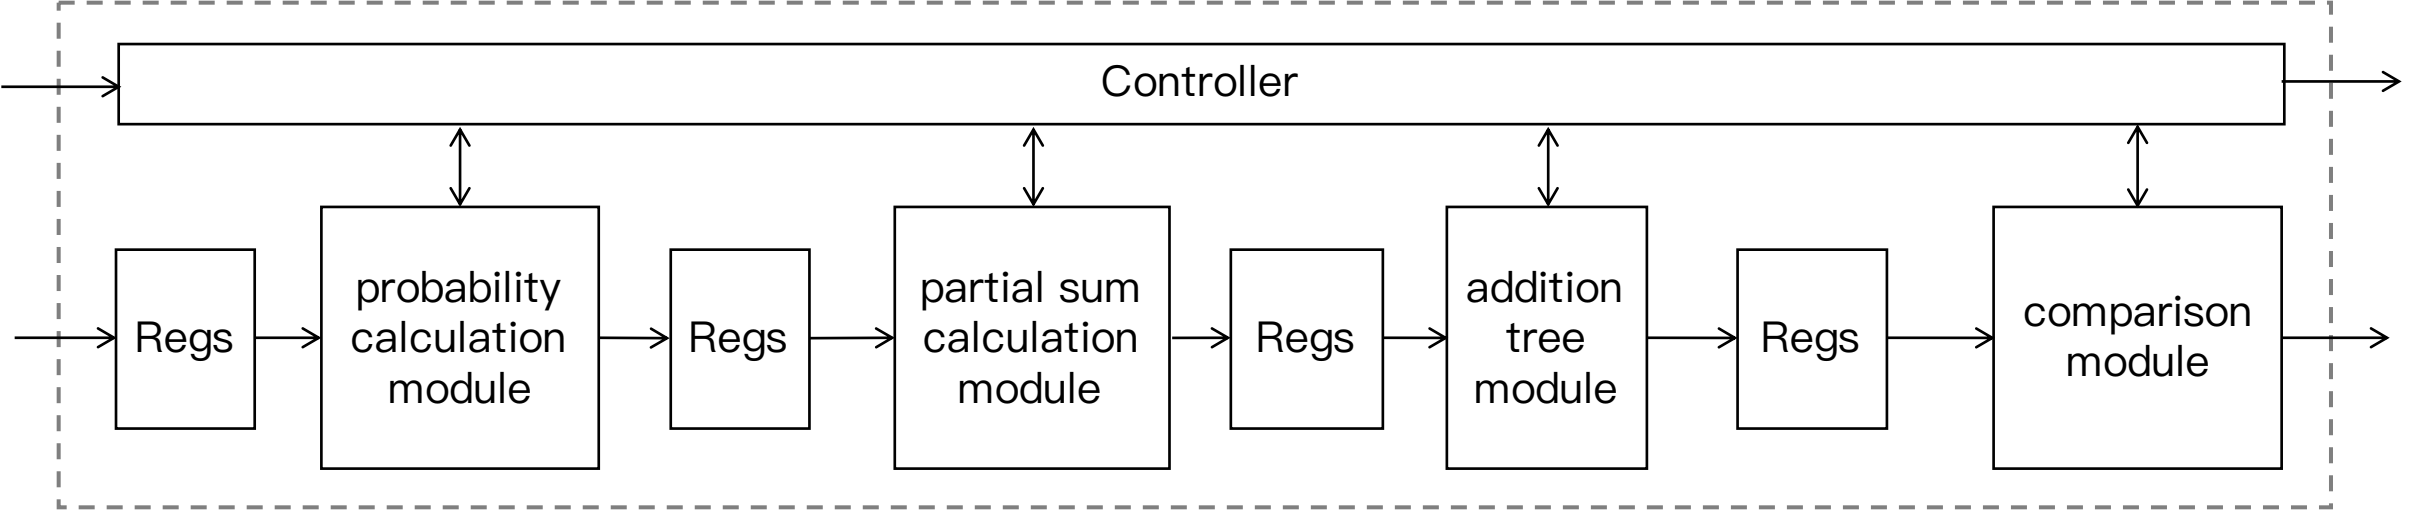 Controller
Regs
probability
calculation
module
Regs
partial sum
calculation
module
Regs
addition
tree
module
Regs
comparison
module